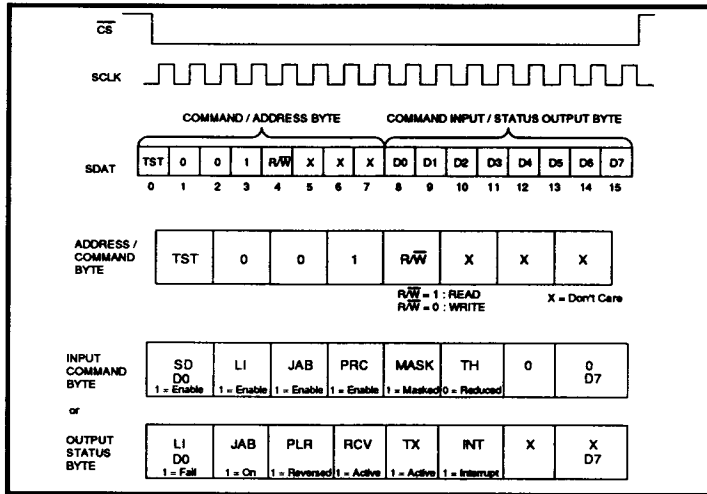 CS
SCLK
COMMAND / ADDRESS BYTE COMMAND INPUT / STATUS OUTPUT BYTE
SDAT TST 0 0 1 R/W X X X D0 D1 D2 D3 D4 D5 D6 D7
0 1 2 3 4 5 6 7 8 9 10 11 12 13 14 15
ADDRESS /
COMMAND
BYTE
TST 0 0 1 R/W X X X
R/W = 1 : READ
R/W = 0 : WRITE
X = Don't Care
INPUT
COMMAND
BYTE
SD LI JAB PRC MASK TH 0 0
D0 D7
1 = Enable 1 = Enable 1 = Enable 1 = Enable 1 = Masked 0 = Reduced
or
OUTPUT
STATUS
BYTE
LI JAB PLR RCV TX INT X X
D0 D7
1 = Fail 1 = On 1 = Reversed 1 = Active 1 = Active 1 = Interrupt